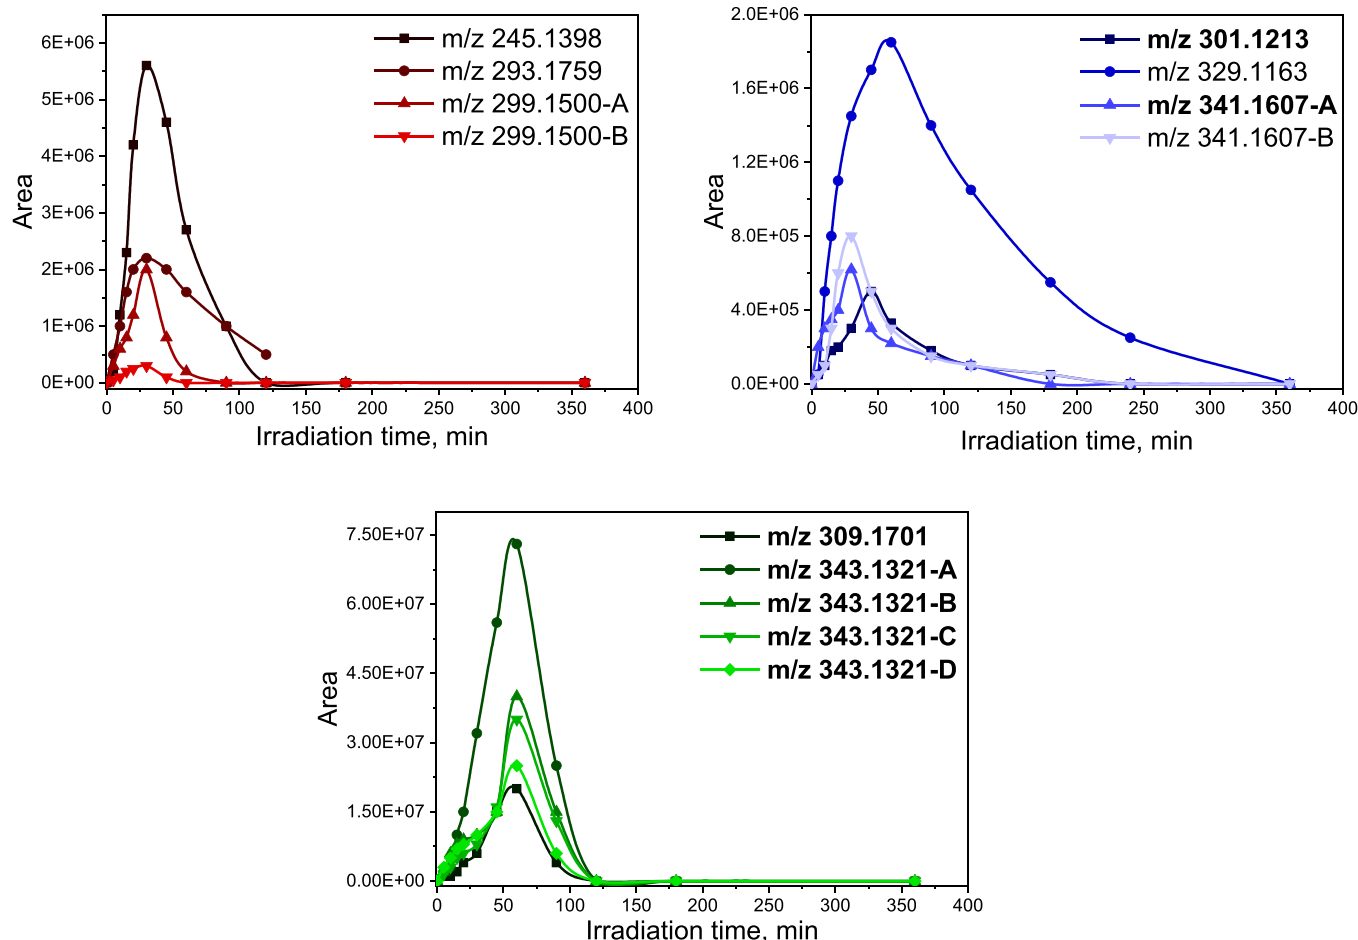 6E+06
5E+06
4E+06
3E+06
2E+06
1E+06
0E+00
Area
0 50 100 150 200 250 300 350 400
Irradiation time, min
m/z 245.1398
m/z 293.1759
m/z 299.1500-A
m/z 299.1500-B
2.0E+06
1.6E+06
1.2E+06
8.0E+05
4.0E+05
0.0E+00
Area
0 50 100 150 200 250 300 350 400
Irradiation time, min
m/z 301.1213
m/z 329.1163
m/z 341.1607-A
m/z 341.1607-B
7.50E+07
6.00E+07
4.50E+07
3.00E+07
1.50E+07
0.00E+00
Area
0 50 100 150 200 250 300 350 400
Irradiation time, min
m/z 309.1701
m/z 343.1321-A
m/z 343.1321-B
m/z 343.1321-C
m/z 343.1321-D